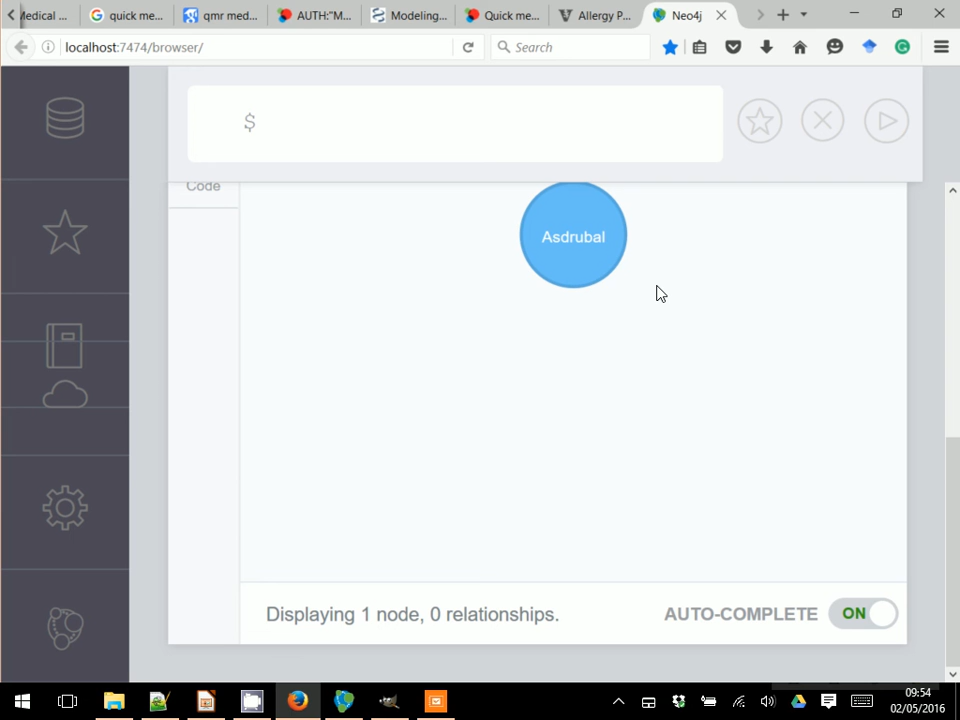 Medical ...
quick me...
qmr med...
AUTH:"M...
Modeling...
Quick me...
Allergy P...
Neo4j
localhost:7474/browser/
Search
$
Code
Asdrubal
Displaying 1 node, 0 relationships.
AUTO-COMPLETE ON
09:54
02/05/2016